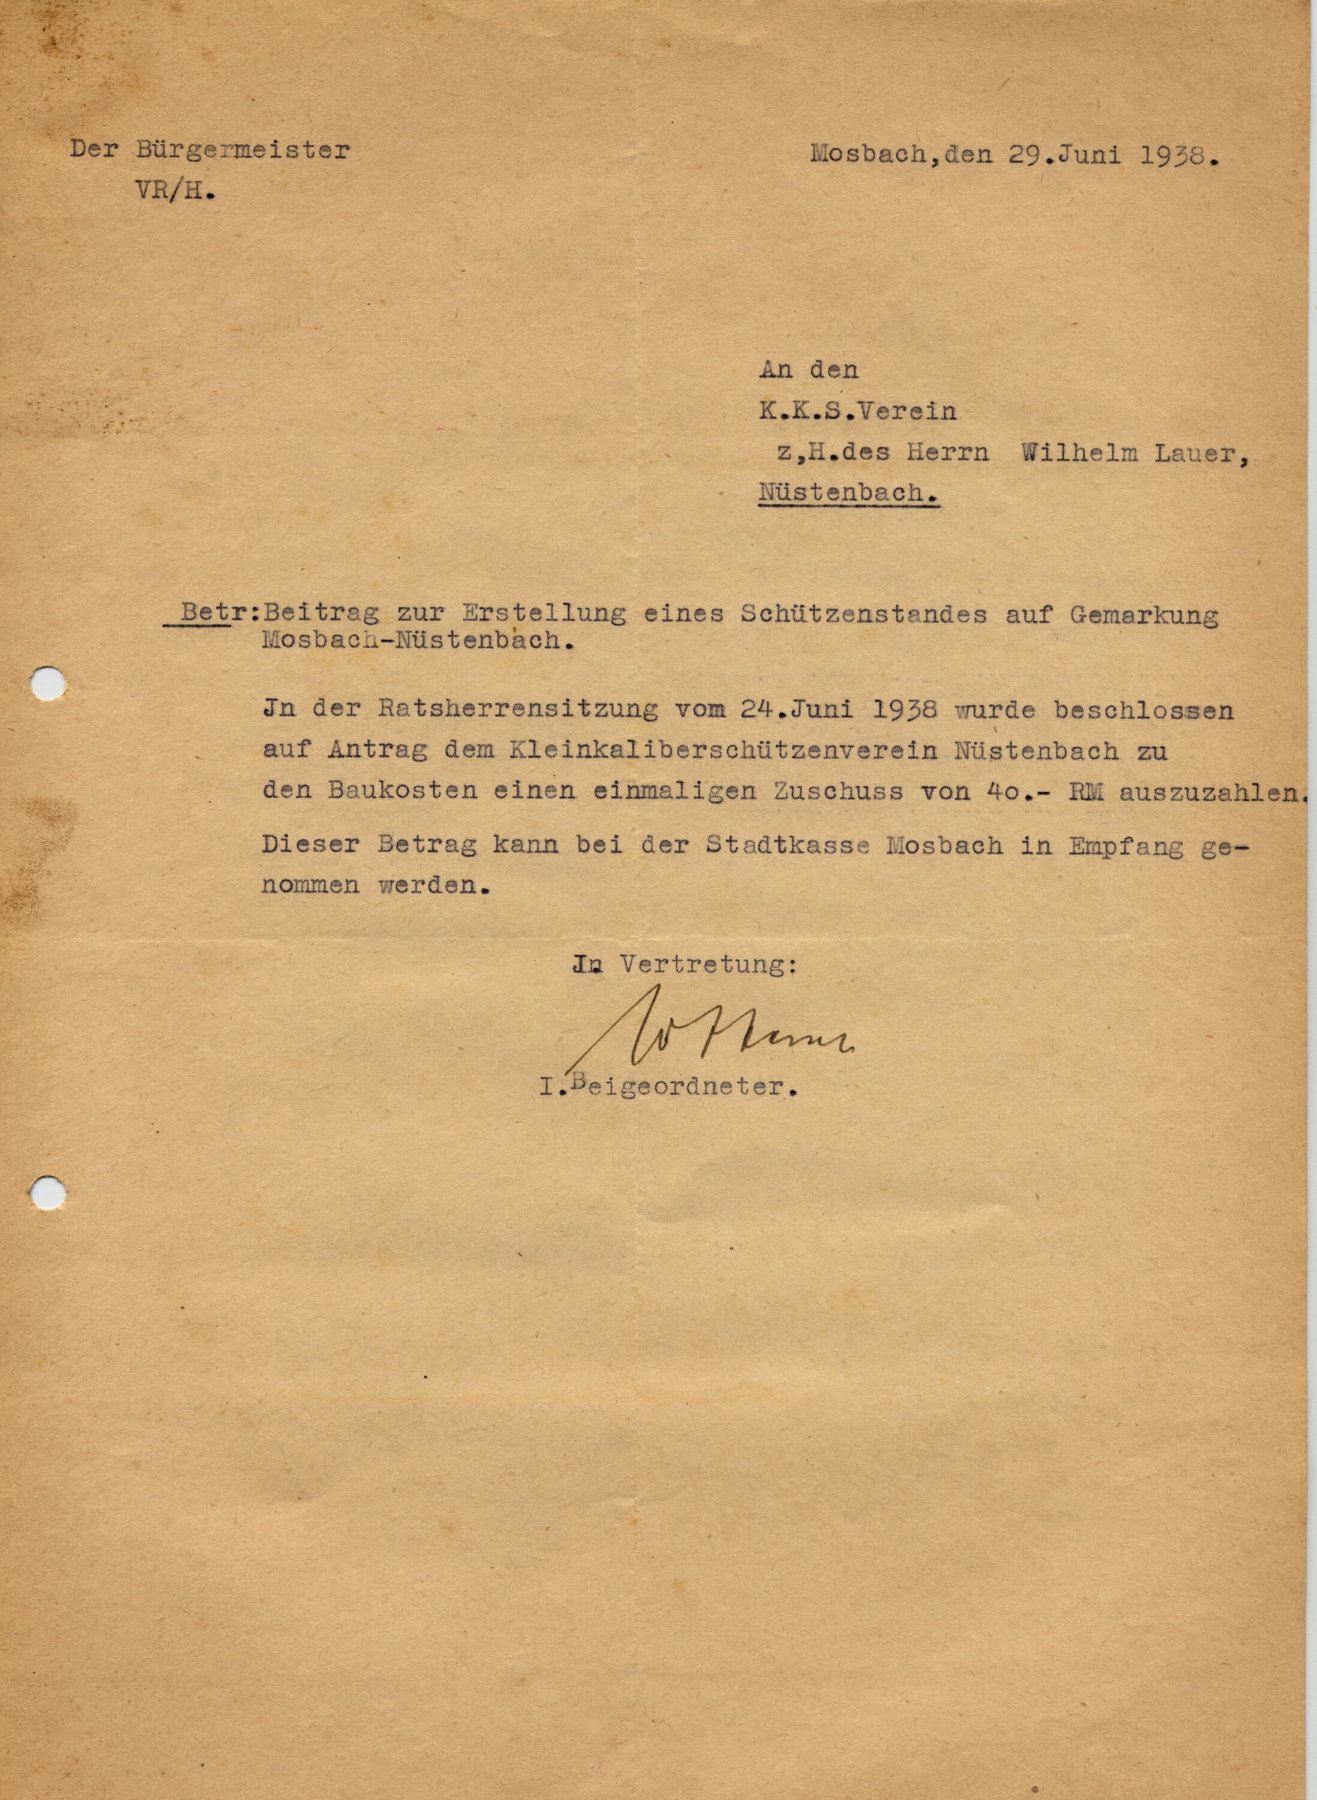 Der Bürgermeister
Mosbach,den 29.Juni 1938.
VR/H.
An den
K.K.S.Verein
z,H.des Herrn Wilhelm Lauer,
Nüstenbach.
Betr:Beitrag zur Erstellung eines Schützenstandes auf Gemarkung
Mosbach-Nüstenbach.
Jn der Ratsherrensitzung vom 24.Juni 1938 wurde beschlossen
auf Antrag dem Kleinkaliberschützenverein Nüstenbach zu
den Baukosten einen einmaligen Zuschuss von 4o.- RM auszuzahlen.
Dieser Betrag kann bei der Stadtkasse Mosbach in Empfang ge-
nommen werden.
Jn Vertretung:
I.Beigeordneter.